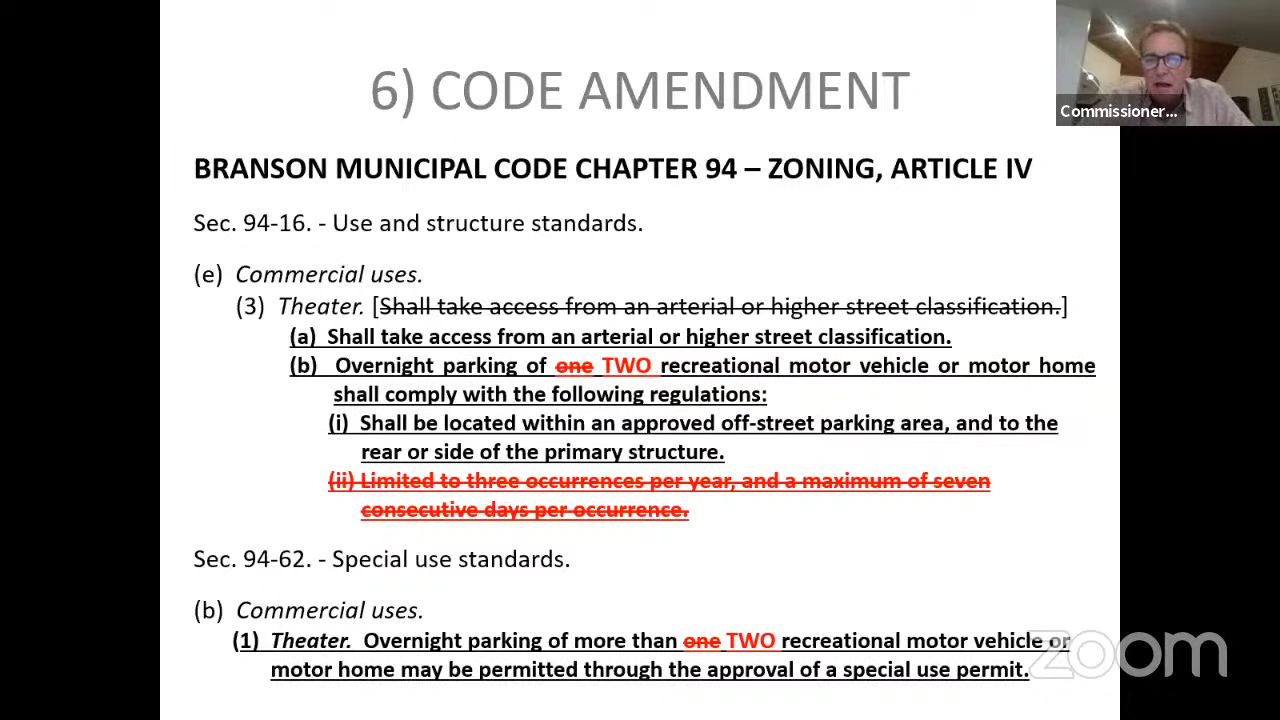 6) CODE AMENDMENT
Commissioner...
BRANSON MUNICIPAL CODE CHAPTER 94 – ZONING, ARTICLE IV
Sec. 94-16. - Use and structure standards.
(e) Commercial uses.
(3) Theater. [Shall take access from an arterial or higher street classification.]
(a) Shall take access from an arterial or higher street classification.
(b) Overnight parking of one TWO recreational motor vehicle or motor home
shall comply with the following regulations:
(i) Shall be located within an approved off-street parking area, and to the
rear or side of the primary structure.
(ii) Limited to three occurrences per year, and a maximum of seven
consecutive days per occurrence.
Sec. 94-62. - Special use standards.
(b) Commercial uses.
(1) Theater. Overnight parking of more than one TWO recreational motor vehicle or
motor home may be permitted through the approval of a special use permit.
zoom